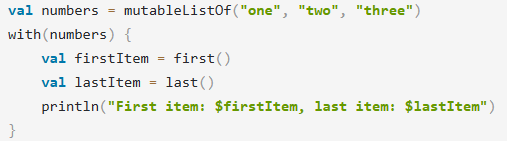 val numbers = mutableListOf("one", "two", "three")
with(numbers) {
    val firstItem = first()
    val lastItem = last()
    println("First item: $firstItem, last item: $lastItem")
}